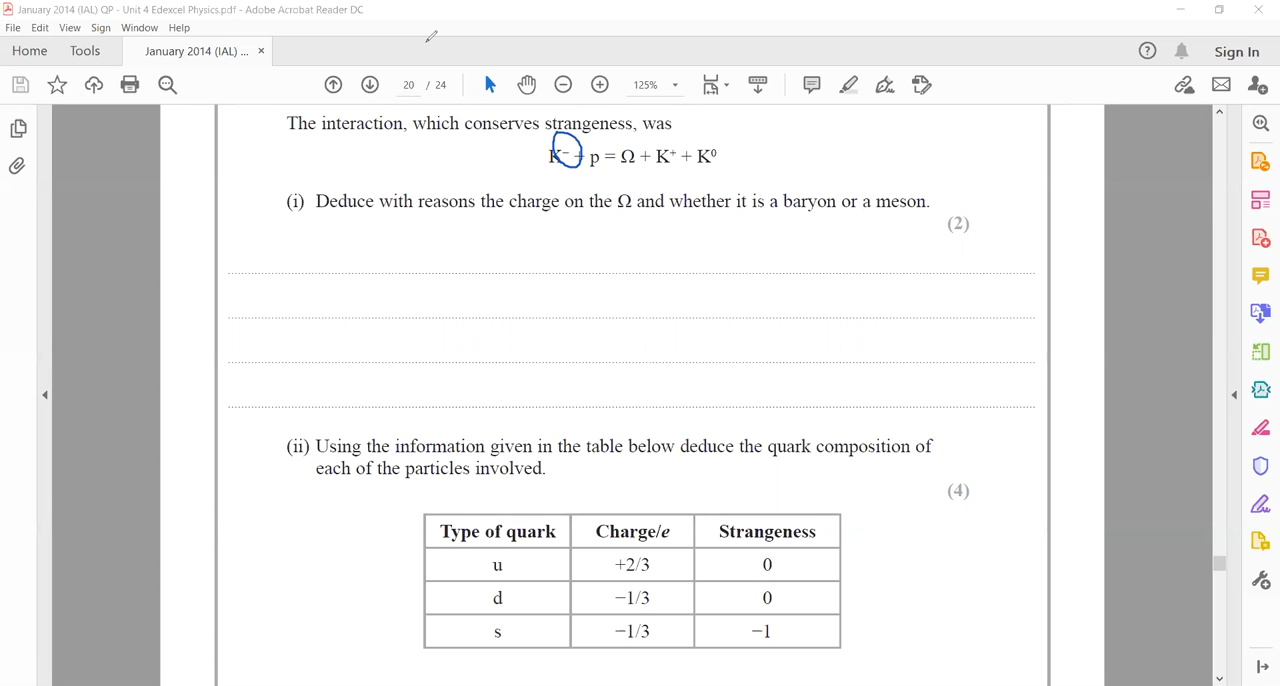 January 2014 (IAL) QP - Unit 4 Edexcel Physics.pdf - Adobe Acrobat Reader DC
File Edit View Sign Window Help
Home Tools January 2014 (IAL) ... × Sign In
20 / 24 125%
The interaction, which conserves strangeness, was
K⁻ + p = Ω + K⁺ + K⁰
(i) Deduce with reasons the charge on the Ω and whether it is a baryon or a meson.
(2)
(ii) Using the information given in the table below deduce the quark composition of
each of the particles involved.
(4)
Type of quark Charge/e Strangeness
u +2/3 0
d −1/3 0
s −1/3 −1